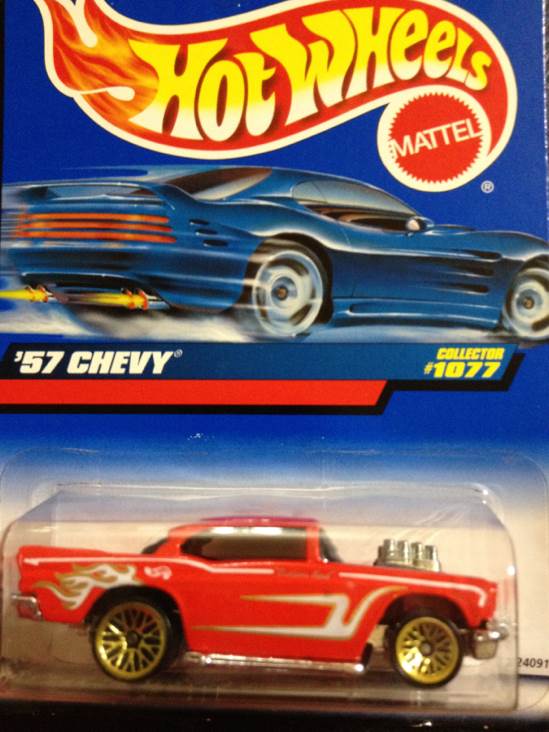 HOT WHEELS
MATTEL
®
'57 CHEVY®
COLLECTOR
#1077
24091